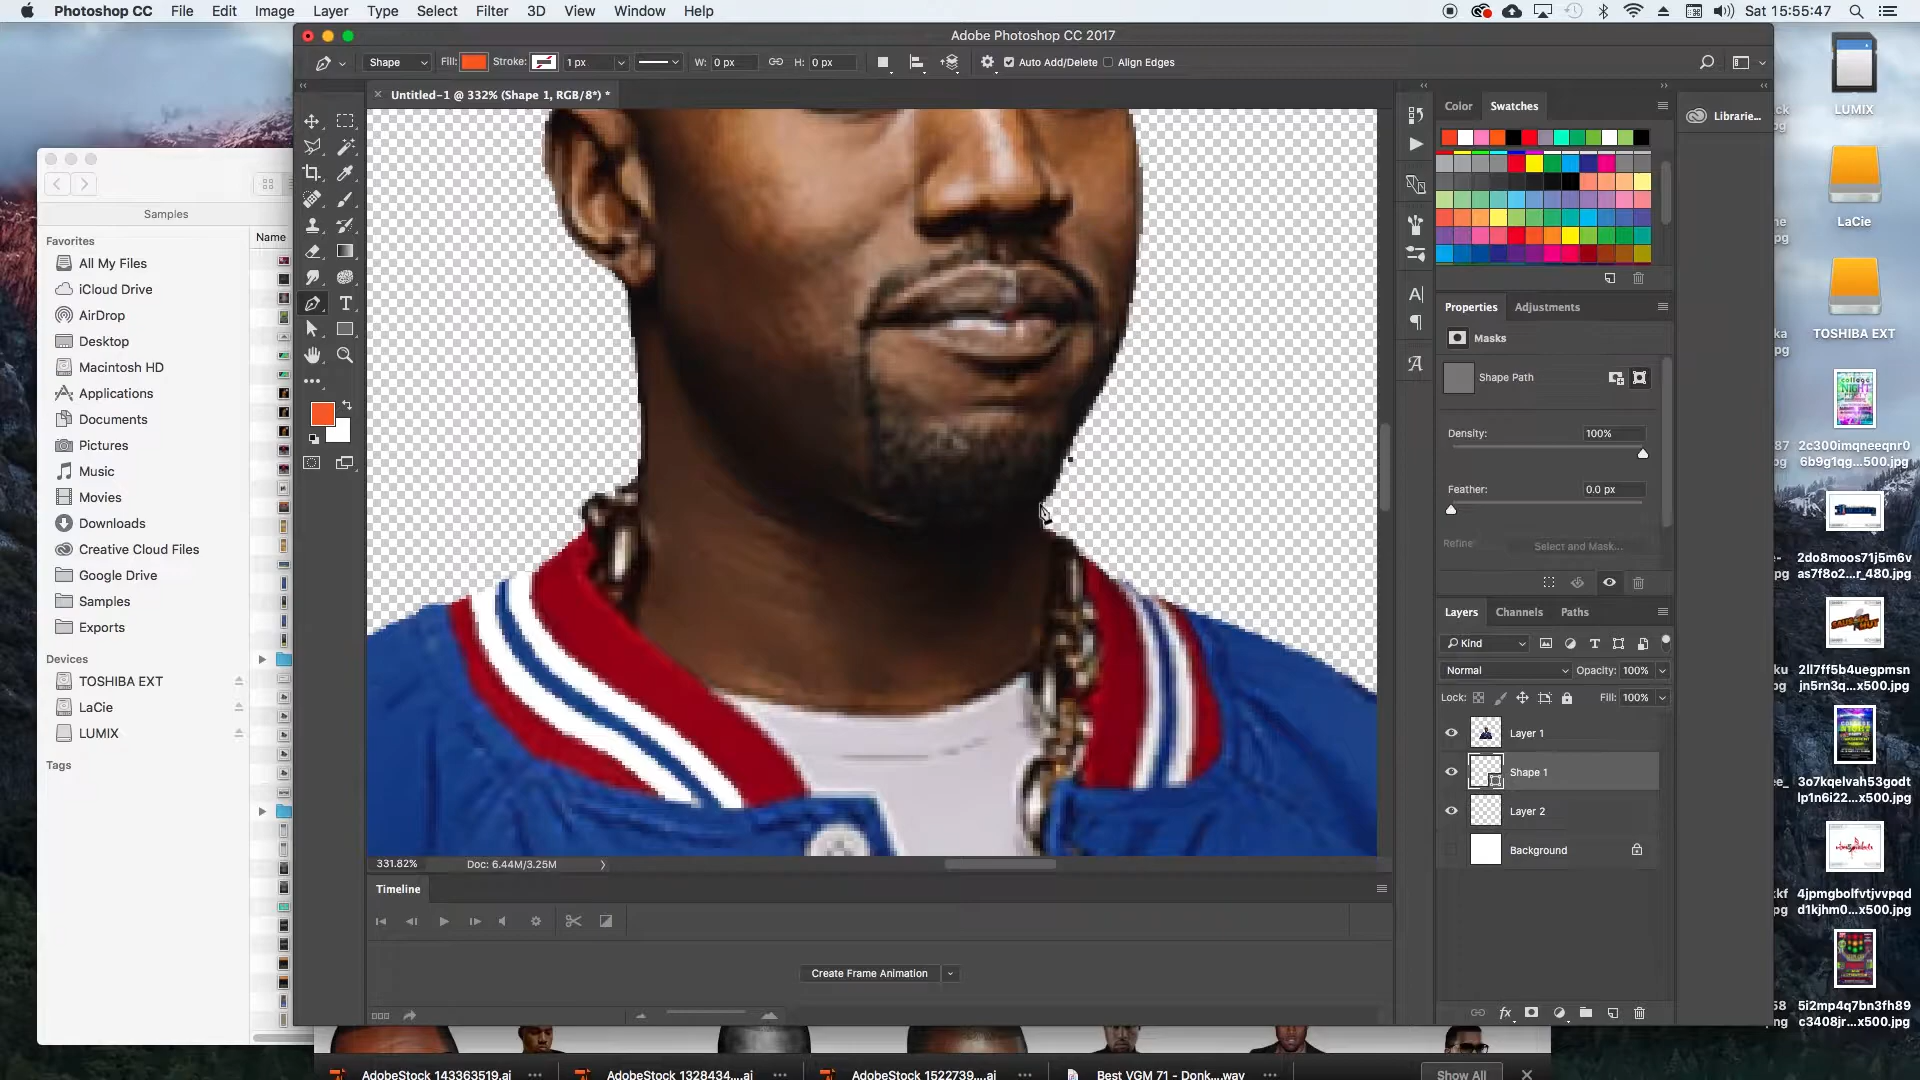 Photoshop CC File Edit Image Layer Type Select Filter 3D View Window Help Sat 15:55:47
Adobe Photoshop CC 2017
Shape Fill: Stroke: 1 px W: 0 px H: 0 px Auto Add/Delete Align Edges
Untitled-1 @ 332% (Shape 1, RGB/8*) *
Samples
Name
Favorites
All My Files
iCloud Drive
AirDrop
Desktop
Macintosh HD
Applications
Documents
Pictures
Music
Movies
Downloads
Creative Cloud Files
Google Drive
Samples
Exports
Devices
TOSHIBA EXT
LaCie
LUMIX
Tags
331.82% Doc: 6.44M/3.25M
Timeline
Create Frame Animation
Color Swatches
Librarie...
Properties Adjustments
Masks
Shape Path
Density: 100%
Feather: 0.0 px
Refine: Select and Mask...
Layers Channels Paths
Kind
Normal Opacity: 100%
Lock: Fill: 100%
Layer 1
Shape 1
Layer 2
Background
LUMIX
LaCie
TOSHIBA EXT
2c300imqneeqnr0
6b9g1qg...500.jpg
2do8moos71j5m6v
as7f8o2...r_480.jpg
2ll7ff5b4uegpmsn
jn5rn3q...x500.jpg
3o7kqelvah53godt
lp1n6i22...x500.jpg
4jpmgbolfvtjvvpqd
d1kjhm0...x500.jpg
5i2mp4q7bn3fh89
c3408jr...x500.jpg
AdobeStock_143363519.ai AdobeStock_1328434....ai AdobeStock_1522739....ai Best VGM 71 - Donk....wav Show All